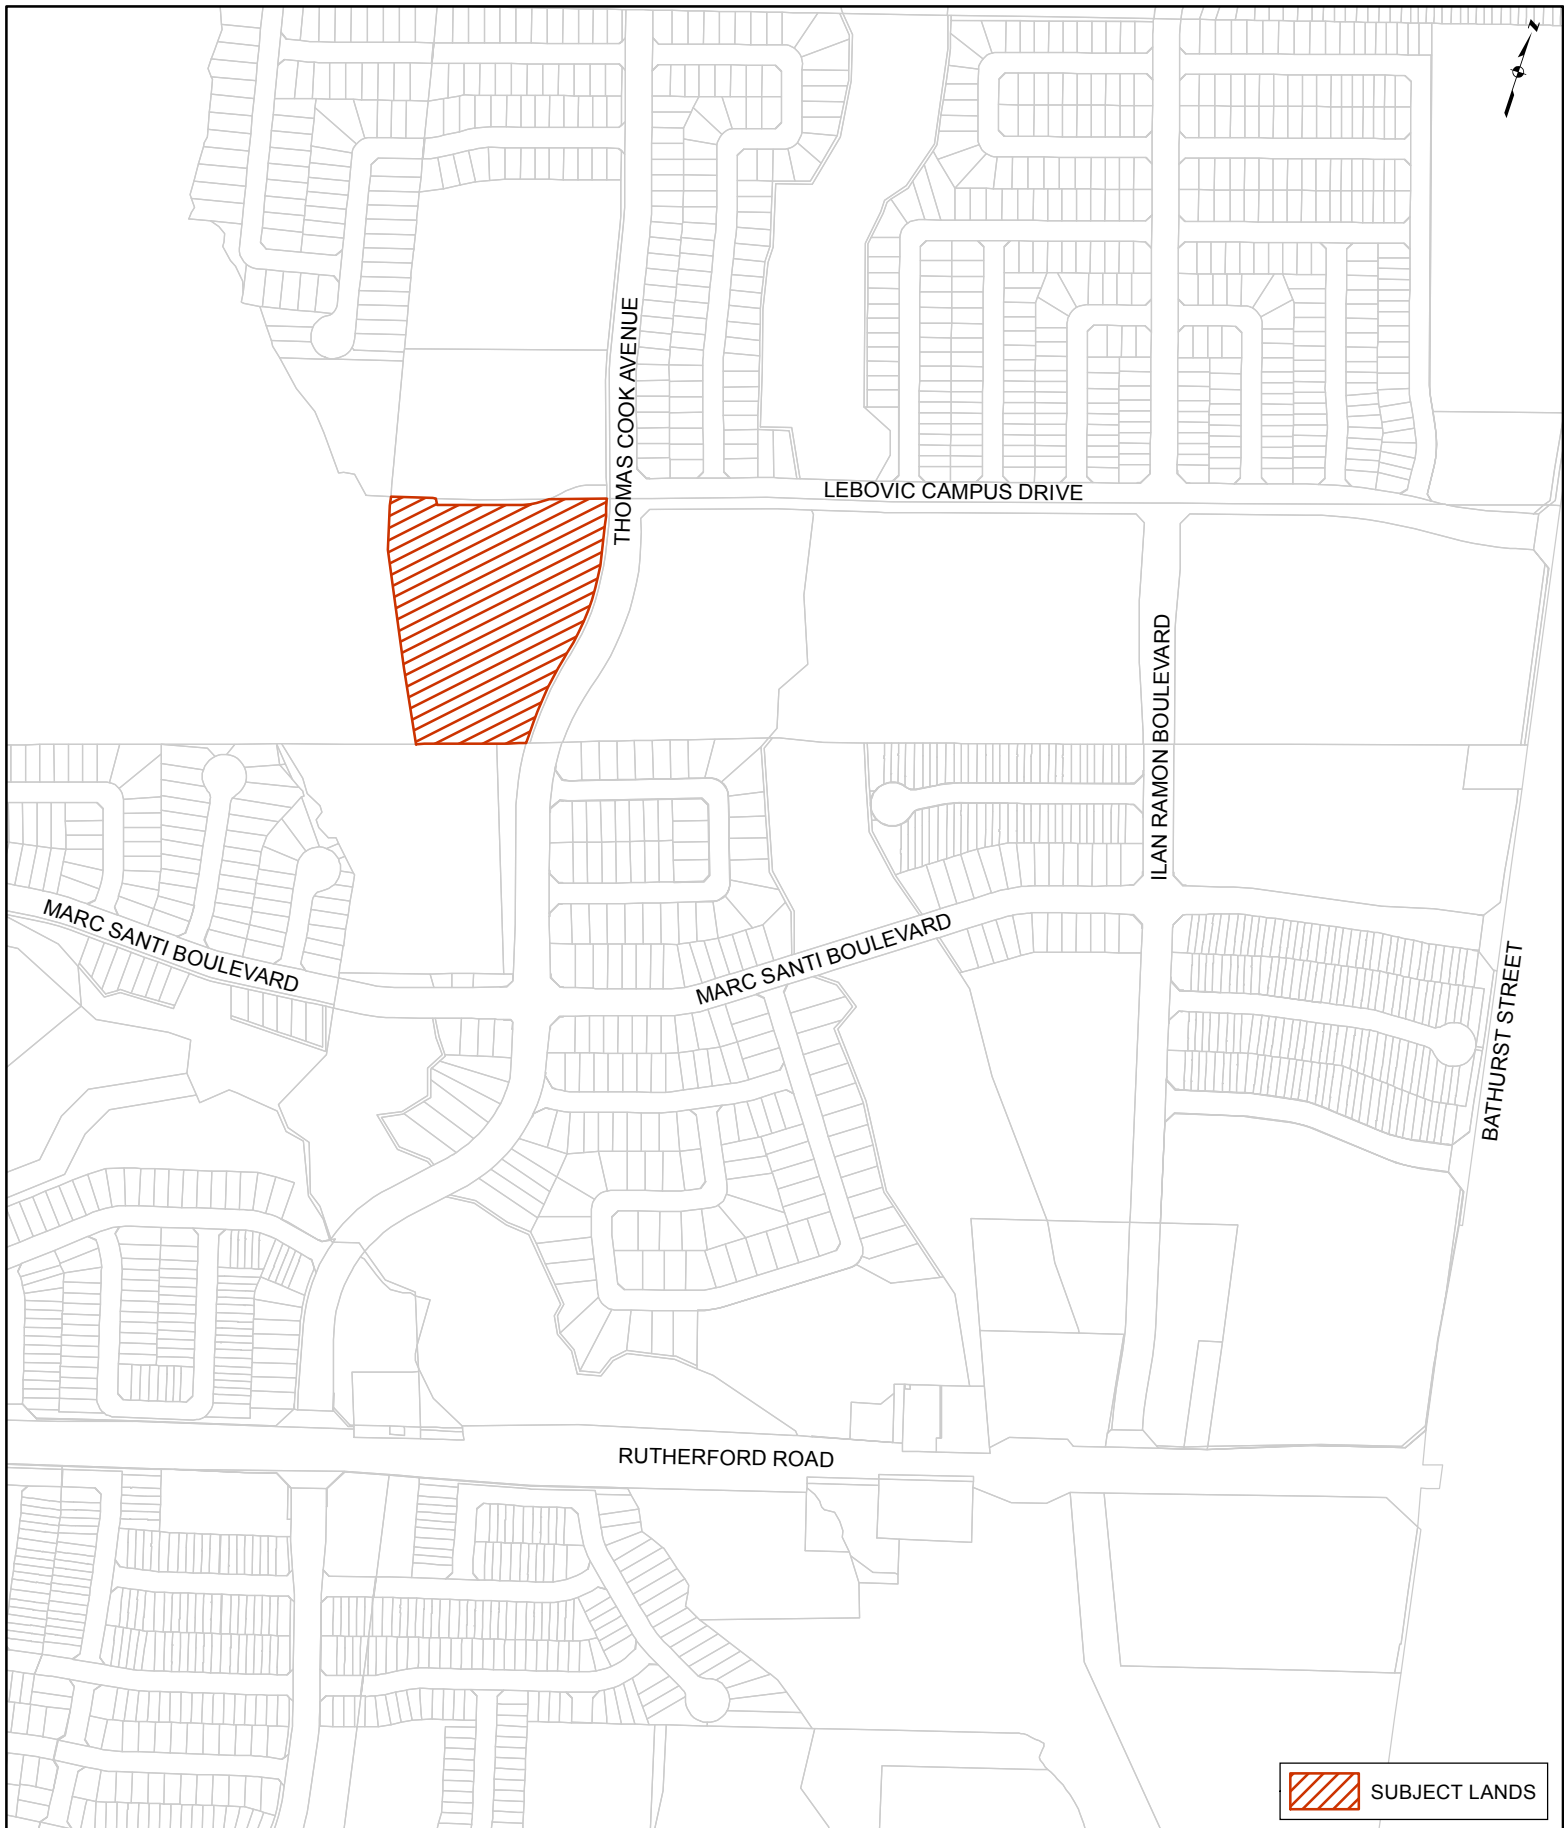 N
THOMAS COOK AVENUE
LEBOVIC CAMPUS DRIVE
ILAN RAMON BOULEVARD
MARC SANTI BOULEVARD
MARC SANTI BOULEVARD
BATHURST STREET
RUTHERFORD ROAD
SUBJECT LANDS